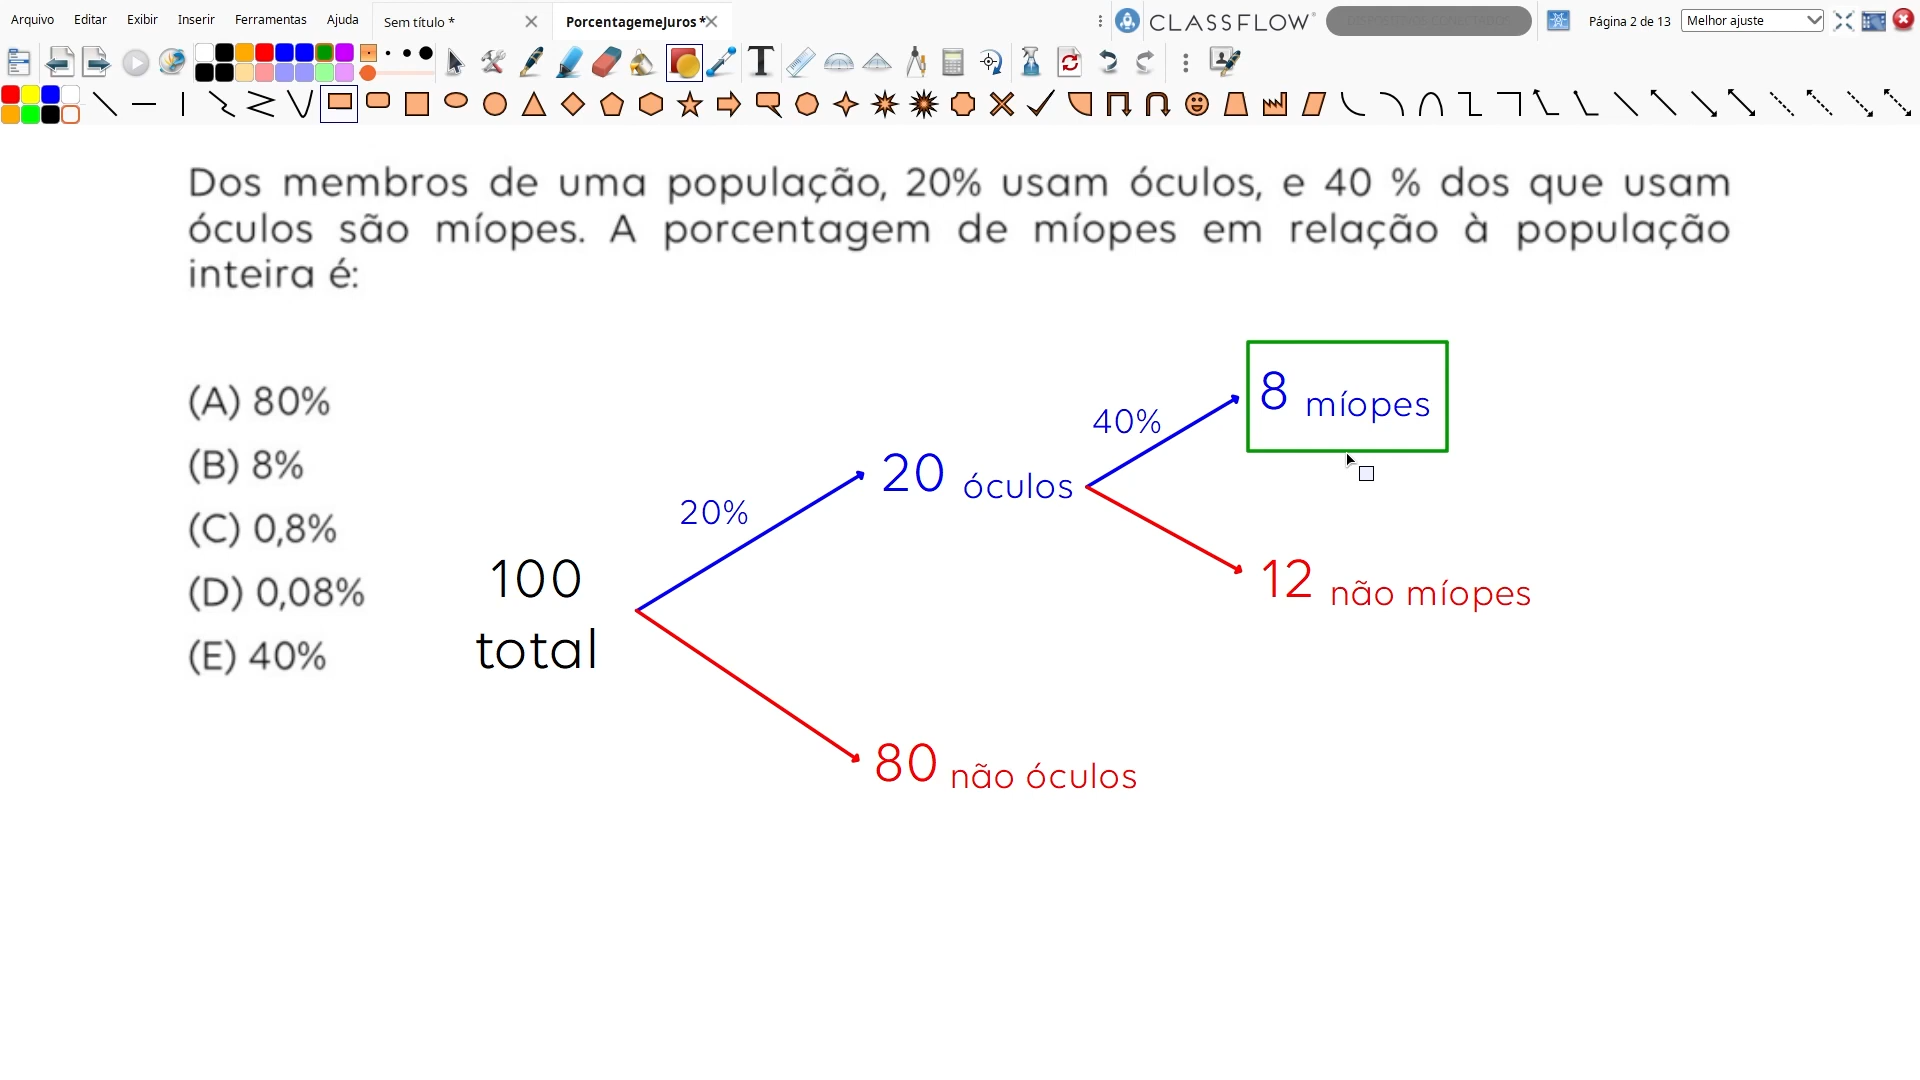 Arquivo Editar Exibir Inserir Ferramentas Ajuda Sem título * PorcentagemeJuros * CLASSFLOW Página 2 de 13 Melhor ajuste
Dos membros de uma população, 20% usam óculos, e 40 % dos que usam
óculos são míopes. A porcentagem de míopes em relação à população
inteira é:
(A) 80%
(B) 8%
(C) 0,8%
(D) 0,08%
(E) 40%
100
total
20%
20 óculos
40%
8 míopes
12 não míopes
80 não óculos